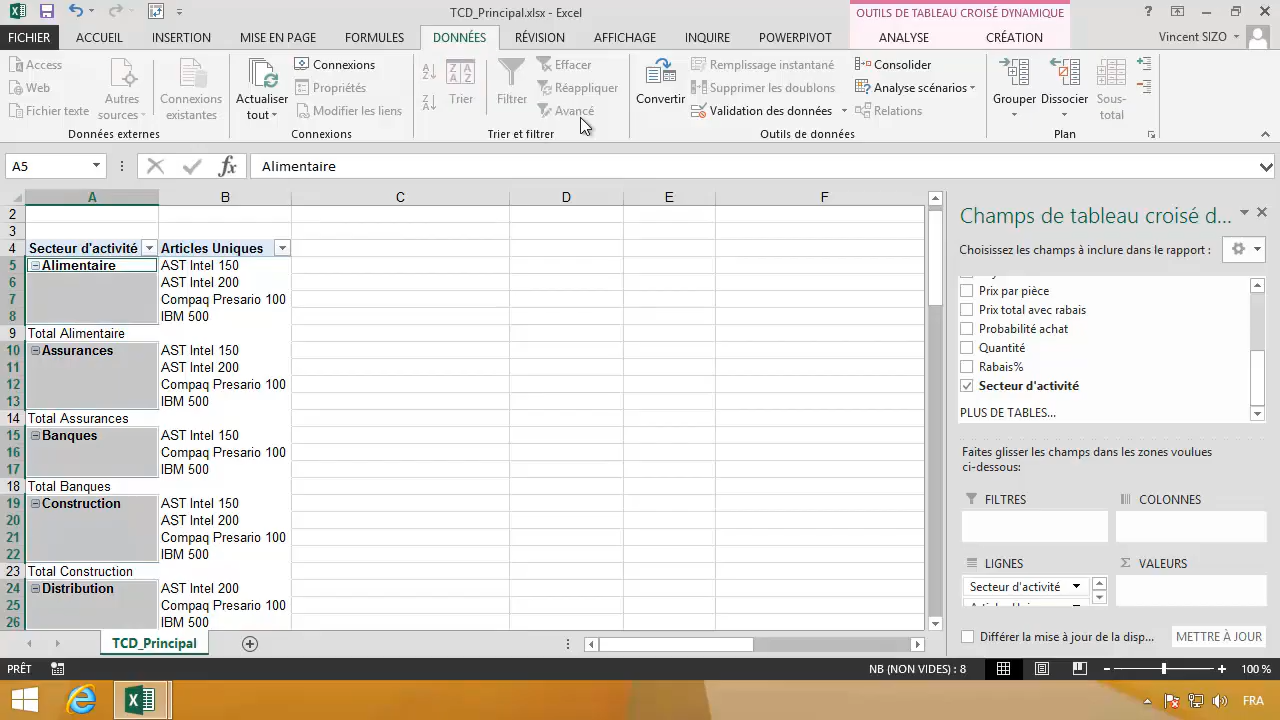 TCD_Principal.xlsx - Excel
OUTILS DE TABLEAU CROISÉ DYNAMIQUE
FICHIER ACCUEIL INSERTION MISE EN PAGE FORMULES DONNÉES RÉVISION AFFICHAGE INQUIRE POWERPIVOT ANALYSE CRÉATION Vincent SIZO
Access
Web
Fichier texte
Autres sources
Connexions existantes
Données externes
Actualiser tout
Connexions
Propriétés
Modifier les liens
Connexions
Trier
Filtrer
Effacer
Réappliquer
Avancé
Trier et filtrer
Convertir
Remplissage instantané
Supprimer les doublons
Validation des données
Consolider
Analyse scénarios
Relations
Outils de données
Grouper
Dissocier
Sous-total
Plan
A5 fx Alimentaire
A B C D E F
2
3
4 Secteur d'activité Articles Uniques
5 Alimentaire AST Intel 150
6 AST Intel 200
7 Compaq Presario 100
8 IBM 500
9 Total Alimentaire
10 Assurances AST Intel 150
11 AST Intel 200
12 Compaq Presario 100
13 IBM 500
14 Total Assurances
15 Banques AST Intel 150
16 Compaq Presario 100
17 IBM 500
18 Total Banques
19 Construction AST Intel 150
20 AST Intel 200
21 Compaq Presario 100
22 IBM 500
23 Total Construction
24 Distribution AST Intel 200
25 Compaq Presario 100
26 IBM 500
Champs de tableau croisé d...
Choisissez les champs à inclure dans le rapport :
Prix par pièce
Prix total avec rabais
Probabilité achat
Quantité
Rabais%
Secteur d'activité
PLUS DE TABLES...
Faites glisser les champs dans les zones voulues
ci-dessous:
FILTRES
COLONNES
LIGNES
VALEURS
Secteur d'activité
Différer la mise à jour de la disp...
METTRE À JOUR
TCD_Principal
PRÊT
NB (NON VIDES) : 8
100 %
FRA